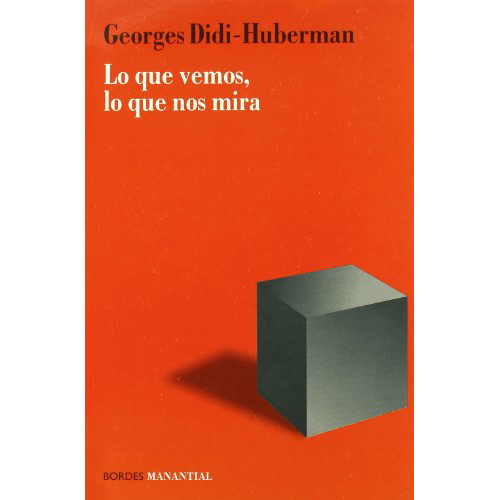 Georges Didi-Huberman
Lo que vemos,
lo que nos mira
BORDES MANANTIAL